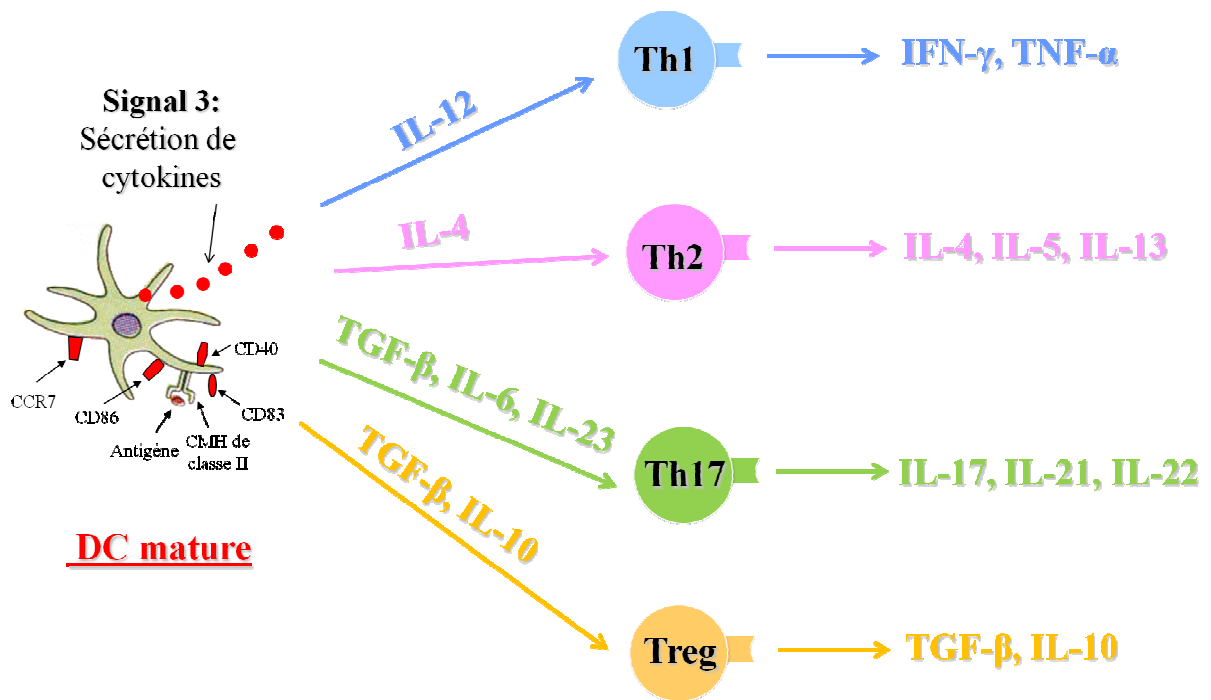 Signal 3:
Sécrétion de
cytokines
CCR7
CD86
Antigène
CMH de
classe II
CD40
CD83
DC mature
IL-12
Th1
IFN-γ, TNF-α
IL-4
Th2
IL-4, IL-5, IL-13
TGF-β, IL-6, IL-23
Th17
IL-17, IL-21, IL-22
TGF-β, IL-10
Treg
TGF-β, IL-10